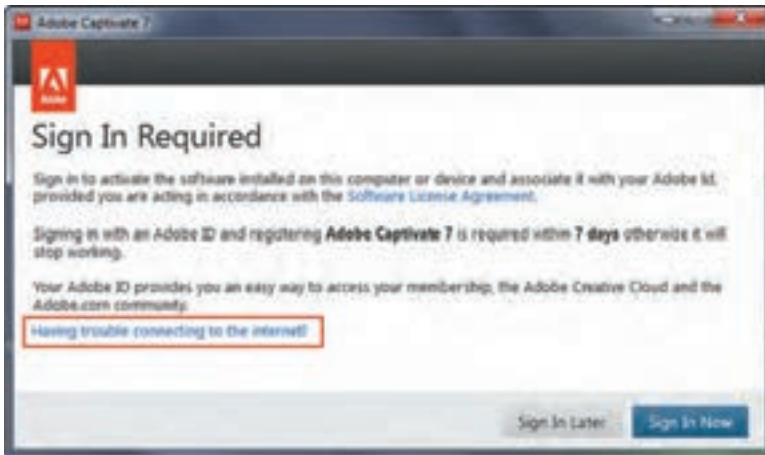 Adobe Captivate 7
Adobe
Sign In Required
Sign in to activate the software installed on this computer or device and associate it with your Adobe Id,
provided you are acting in accordance with the Software License Agreement.
Signing in with an Adobe ID and registering Adobe Captivate 7 is required within 7 days otherwise it will
stop working.
Your Adobe ID provides you an easy way to access your membership, the Adobe Creative Cloud and the
Adobe.com community.
Having trouble connecting to the internet?
Sign In Later
Sign In Now